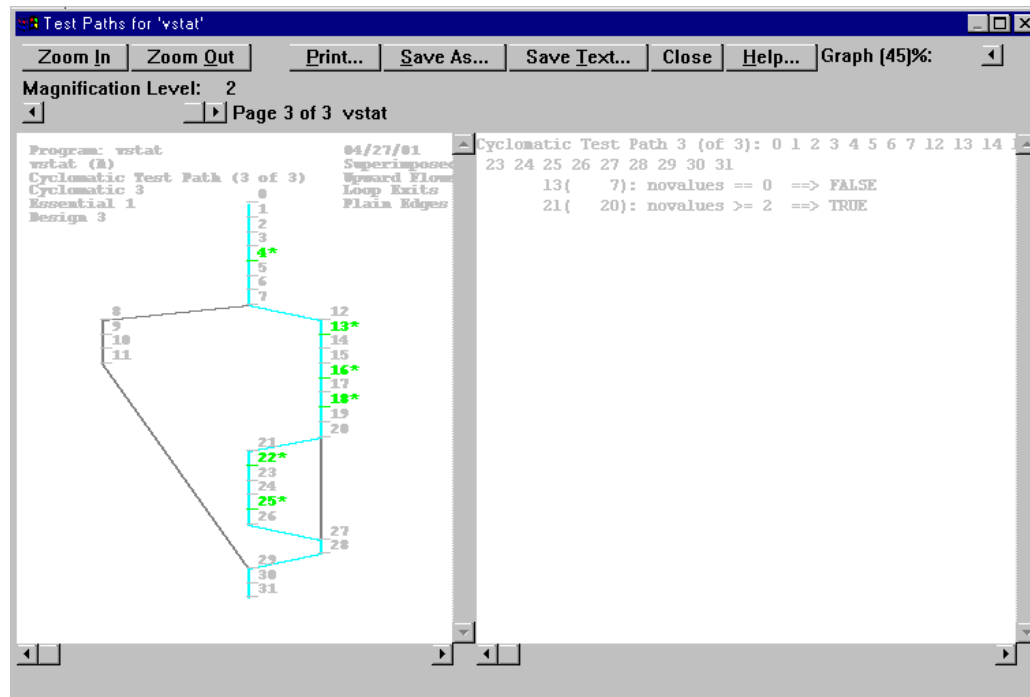 Test Paths for 'vstat'
Zoom In Zoom Out Print... Save As... Save Text... Close Help... Graph (45)%:
Magnification Level: 2
Page 3 of 3 vstat
Program: vstat 04/27/01
vstat (A) Superimposed
Cyclomatic Test Path (3 of 3) Upward Flows
Cyclomatic 3 Loop Exits
Essential 1 Plain Edges
Design 3
0
1
2
3
4*
5
6
7
8
9
10
11
12
13*
14
15
16*
17
18*
19
20
21
22*
23
24
25*
26
27
28
29
30
31
Cyclomatic Test Path 3 (of 3): 0 1 2 3 4 5 6 7 12 13 14
23 24 25 26 27 28 29 30 31
13( 7): novalues == 0 ==> FALSE
21( 20): novalues >= 2 ==> TRUE